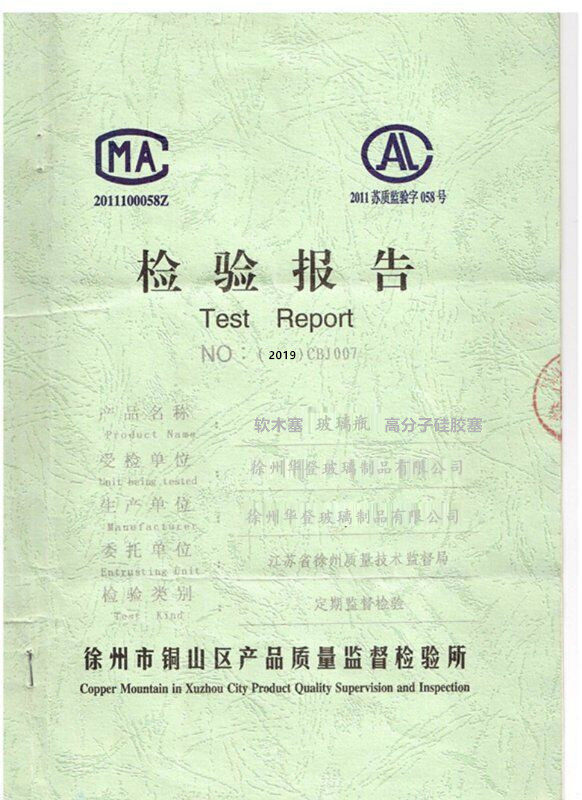 MA
2011100058Z
AL
2011 苏质监验字 058 号
检验报告
Test Report
NO:(2019)CBJ007
产品名称: 软木塞 玻璃瓶 高分子硅胶塞
Product Name
受检单位: 徐州华登玻璃制品有限公司
Unit being tested
生产单位: 徐州华登玻璃制品有限公司
Manufacturer
委托单位: 江苏省徐州质量技术监督局
Entrusting Unit
检验类别: 定期监督检验
Test Kind
徐州市铜山区产品质量监督检验所
Copper Mountain in Xuzhou City Product Quality Supervision and Inspection